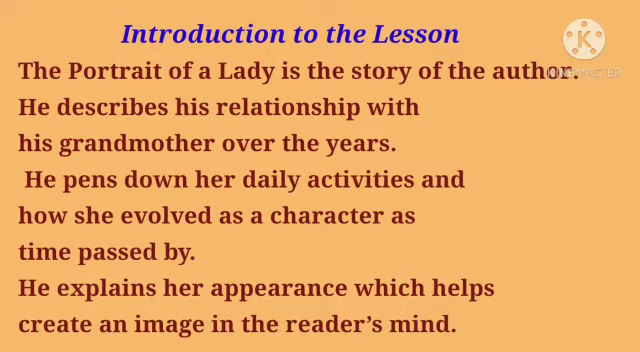 Introduction to the Lesson
The Portrait of a Lady is the story of the author.
He describes his relationship with
his grandmother over the years.
He pens down her daily activities and
how she evolved as a character as
time passed by.
He explains her appearance which helps
create an image in the reader's mind.
K
KINEMASTER